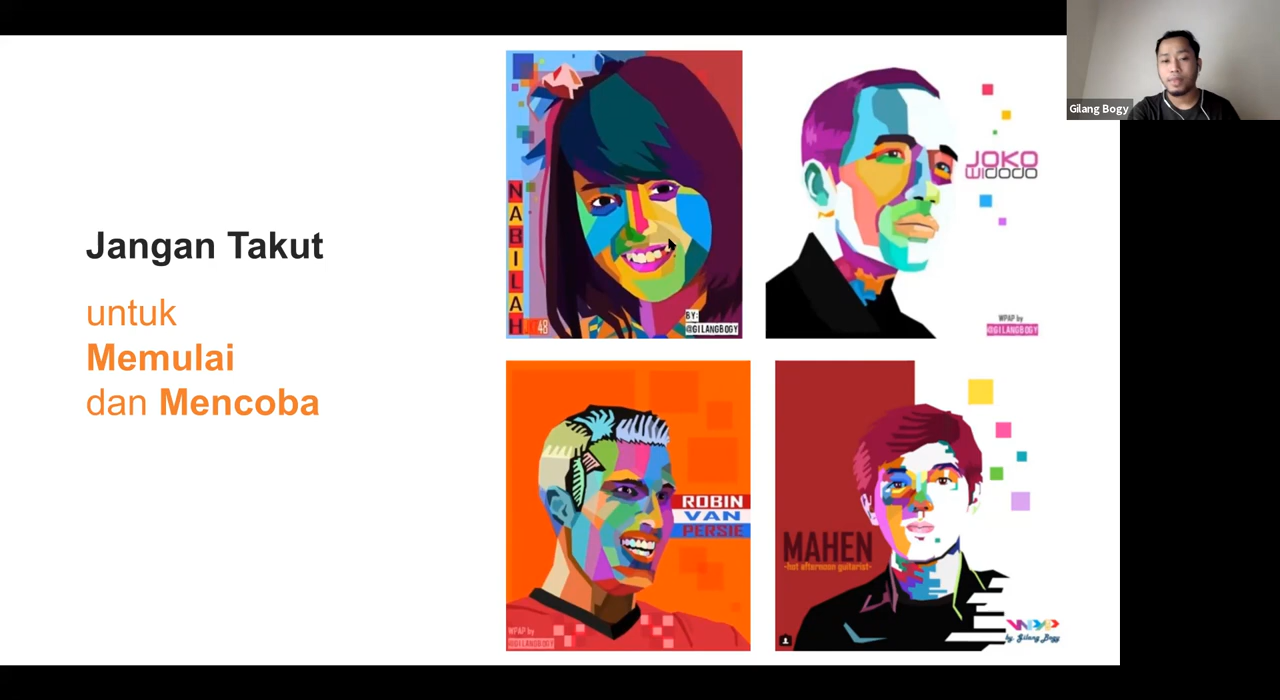 Jangan Takut
untuk
Memulai
dan Mencoba
NABILAH
48
BY:
@GILANGBOGY
JOKO
WIDODO
WPAP by
@GILANGBOGY
ROBIN
VAN
PERSIE
WPAP by
@GILANGBOGY
MAHEN
-hot afternoon guitarist-
WPAP
by. Gilang Bogy
Gilang Bogy